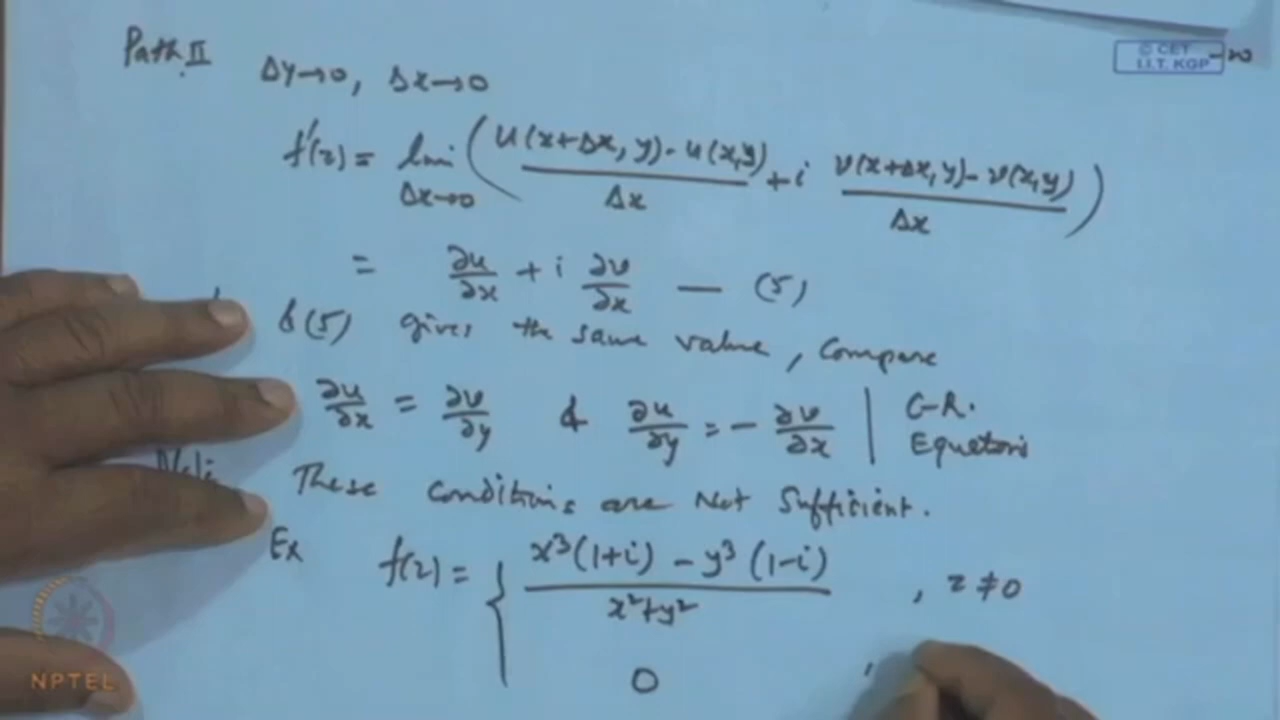 Path II
© CET
I.I.T. KGP
-20
Δy→0, Δx→0
f'(z) = lim Δx→0 ( u(x+Δx, y) - u(x,y) / Δx + i v(x+Δx,y) - v(x,y) / Δx )
= ∂u/∂x + i ∂v/∂x — (5)
&(5) gives the same value, Compare
∂u/∂x = ∂v/∂y & ∂u/∂y = - ∂v/∂x | C-R. Equations
These conditions are Not Sufficient.
Ex f(z) = { x³(1+i) - y³(1-i) / x²+y² , z ≠ 0
0 ,
NPTEL